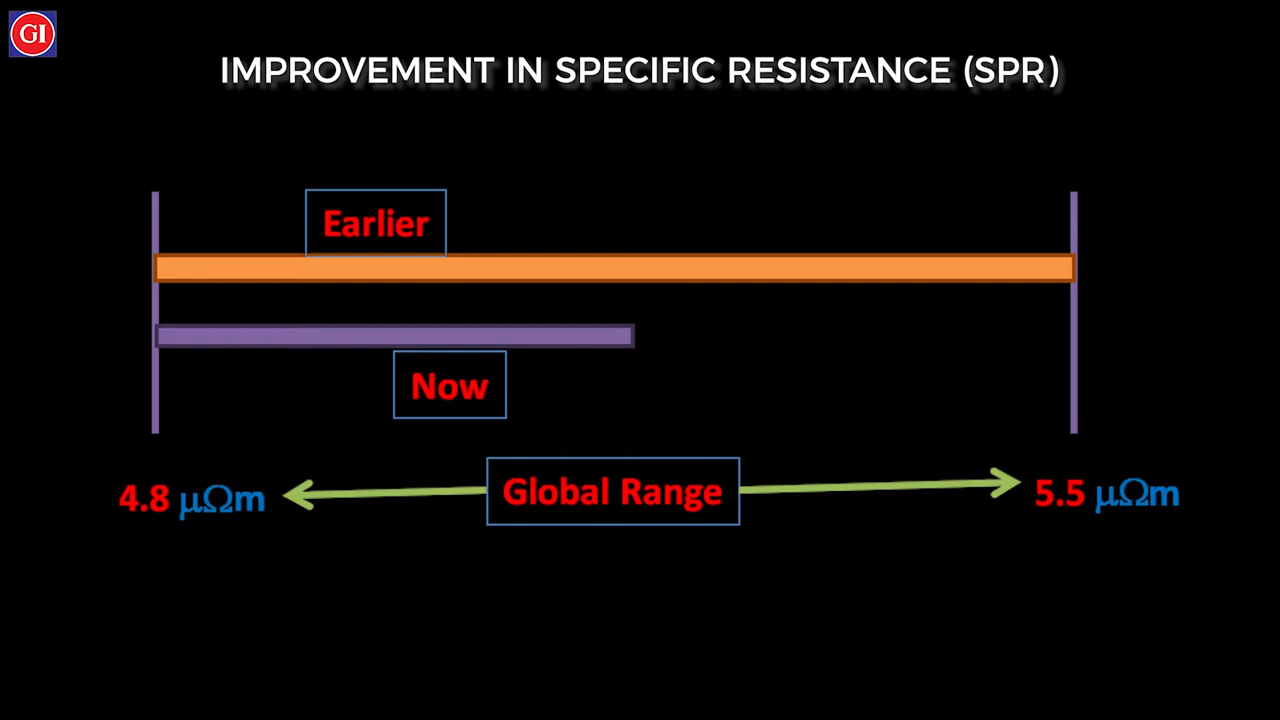 GI
IMPROVEMENT IN SPECIFIC RESISTANCE (SPR)
Earlier
Now
4.8 μΩm
Global Range
5.5 μΩm